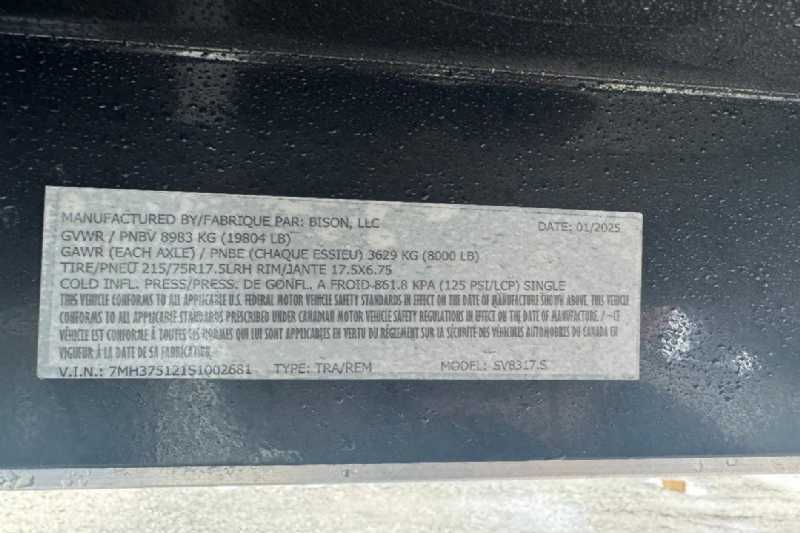 MANUFACTURED BY/FABRIQUE PAR: BISON, LLC DATE: 01/2025
GVWR / PNBV 8983 KG (19804 LB)
GAWR (EACH AXLE) / PNBE (CHAQUE ESSIEU) 3629 KG (8000 LB)
TIRE/PNEU 215/75R17.5LRH RIM/JANTE 17.5X6.75
COLD INFL. PRESS/PRESS. DE GONFL. A FROID-861.8 KPA (125 PSI/LCP) SINGLE
THIS VEHICLE CONFORMS TO ALL APPLICABLE U.S. FEDERAL MOTOR VEHICLE SAFETY STANDARDS IN EFFECT ON THE DATE OF MANUFACTURE SHOWN ABOVE. THIS VEHICLE
CONFORMS TO ALL APPLICABLE STANDARDS PRESCRIBED UNDER CANADIAN MOTOR VEHICLE SAFETY REGULATIONS IN EFFECT ON THE DATE OF MANUFACTURE. / -CE
VÉHICLE EST CONFORME À TOUTES LES NORMES QUI LUI SONT APPLICABLES EN VERTU DU RÈGLEMENT SUR LA SÉCURITÉ DES VÉHICULES AUTOMOBILES DU CANADA EN
VIGUEUR À LA DATE DE SA FABRICATION.
V.I.N.: 7MH375121S1002681 TYPE: TRA/REM MODEL: SV8317.5